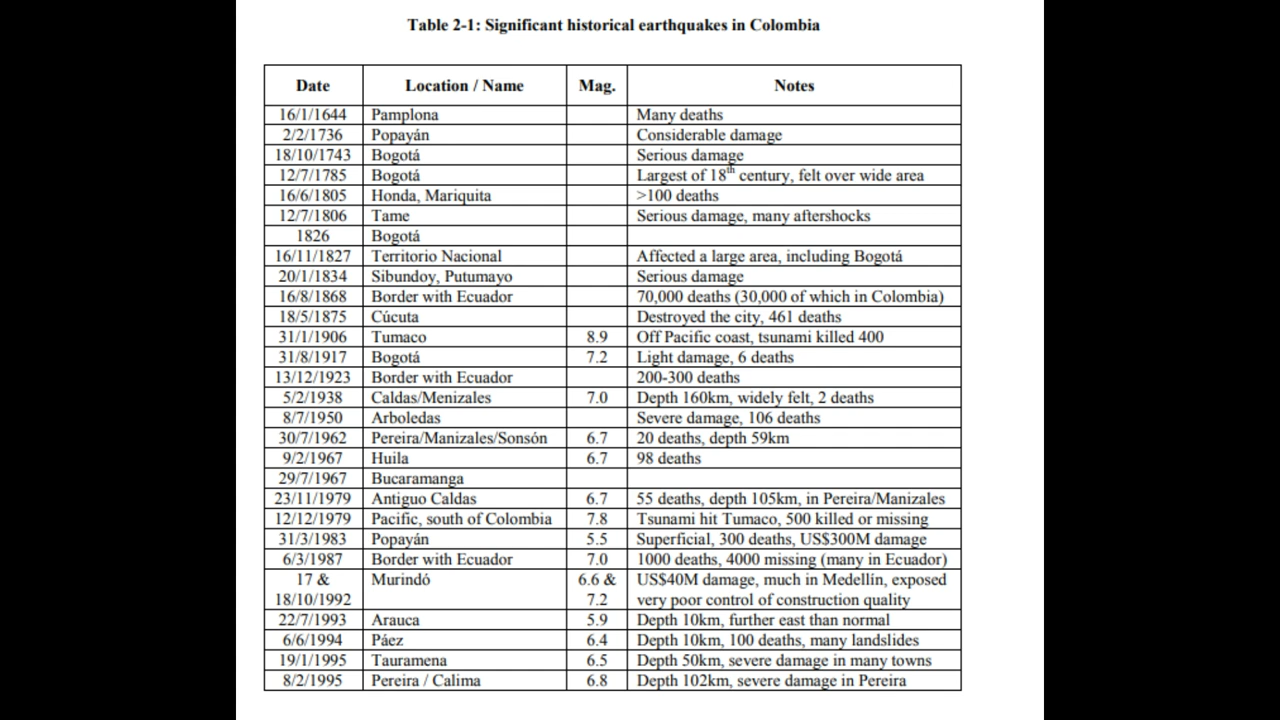 Table 2-1: Significant historical earthquakes in Colombia
Date Location / Name Mag. Notes
16/1/1644 Pamplona Many deaths
2/2/1736 Popayán Considerable damage
18/10/1743 Bogotá Serious damage
12/7/1785 Bogotá Largest of 18th century, felt over wide area
16/6/1805 Honda, Mariquita >100 deaths
12/7/1806 Tame Serious damage, many aftershocks
1826 Bogotá
16/11/1827 Territorio Nacional Affected a large area, including Bogotá
20/1/1834 Sibundoy, Putumayo Serious damage
16/8/1868 Border with Ecuador 70,000 deaths (30,000 of which in Colombia)
18/5/1875 Cúcuta Destroyed the city, 461 deaths
31/1/1906 Tumaco 8.9 Off Pacific coast, tsunami killed 400
31/8/1917 Bogotá 7.2 Light damage, 6 deaths
13/12/1923 Border with Ecuador 200-300 deaths
5/2/1938 Caldas/Menizales 7.0 Depth 160km, widely felt, 2 deaths
8/7/1950 Arboledas Severe damage, 106 deaths
30/7/1962 Pereira/Manizales/Sonsón 6.7 20 deaths, depth 59km
9/2/1967 Huila 6.7 98 deaths
29/7/1967 Bucaramanga
23/11/1979 Antiguo Caldas 6.7 55 deaths, depth 105km, in Pereira/Manizales
12/12/1979 Pacific, south of Colombia 7.8 Tsunami hit Tumaco, 500 killed or missing
31/3/1983 Popayán 5.5 Superficial, 300 deaths, US$300M damage
6/3/1987 Border with Ecuador 7.0 1000 deaths, 4000 missing (many in Ecuador)
17 & Murindó 6.6 & US$40M damage, much in Medellín, exposed
18/10/1992 7.2 very poor control of construction quality
22/7/1993 Arauca 5.9 Depth 10km, further east than normal
6/6/1994 Páez 6.4 Depth 10km, 100 deaths, many landslides
19/1/1995 Tauramena 6.5 Depth 50km, severe damage in many towns
8/2/1995 Pereira / Calima 6.8 Depth 102km, severe damage in Pereira